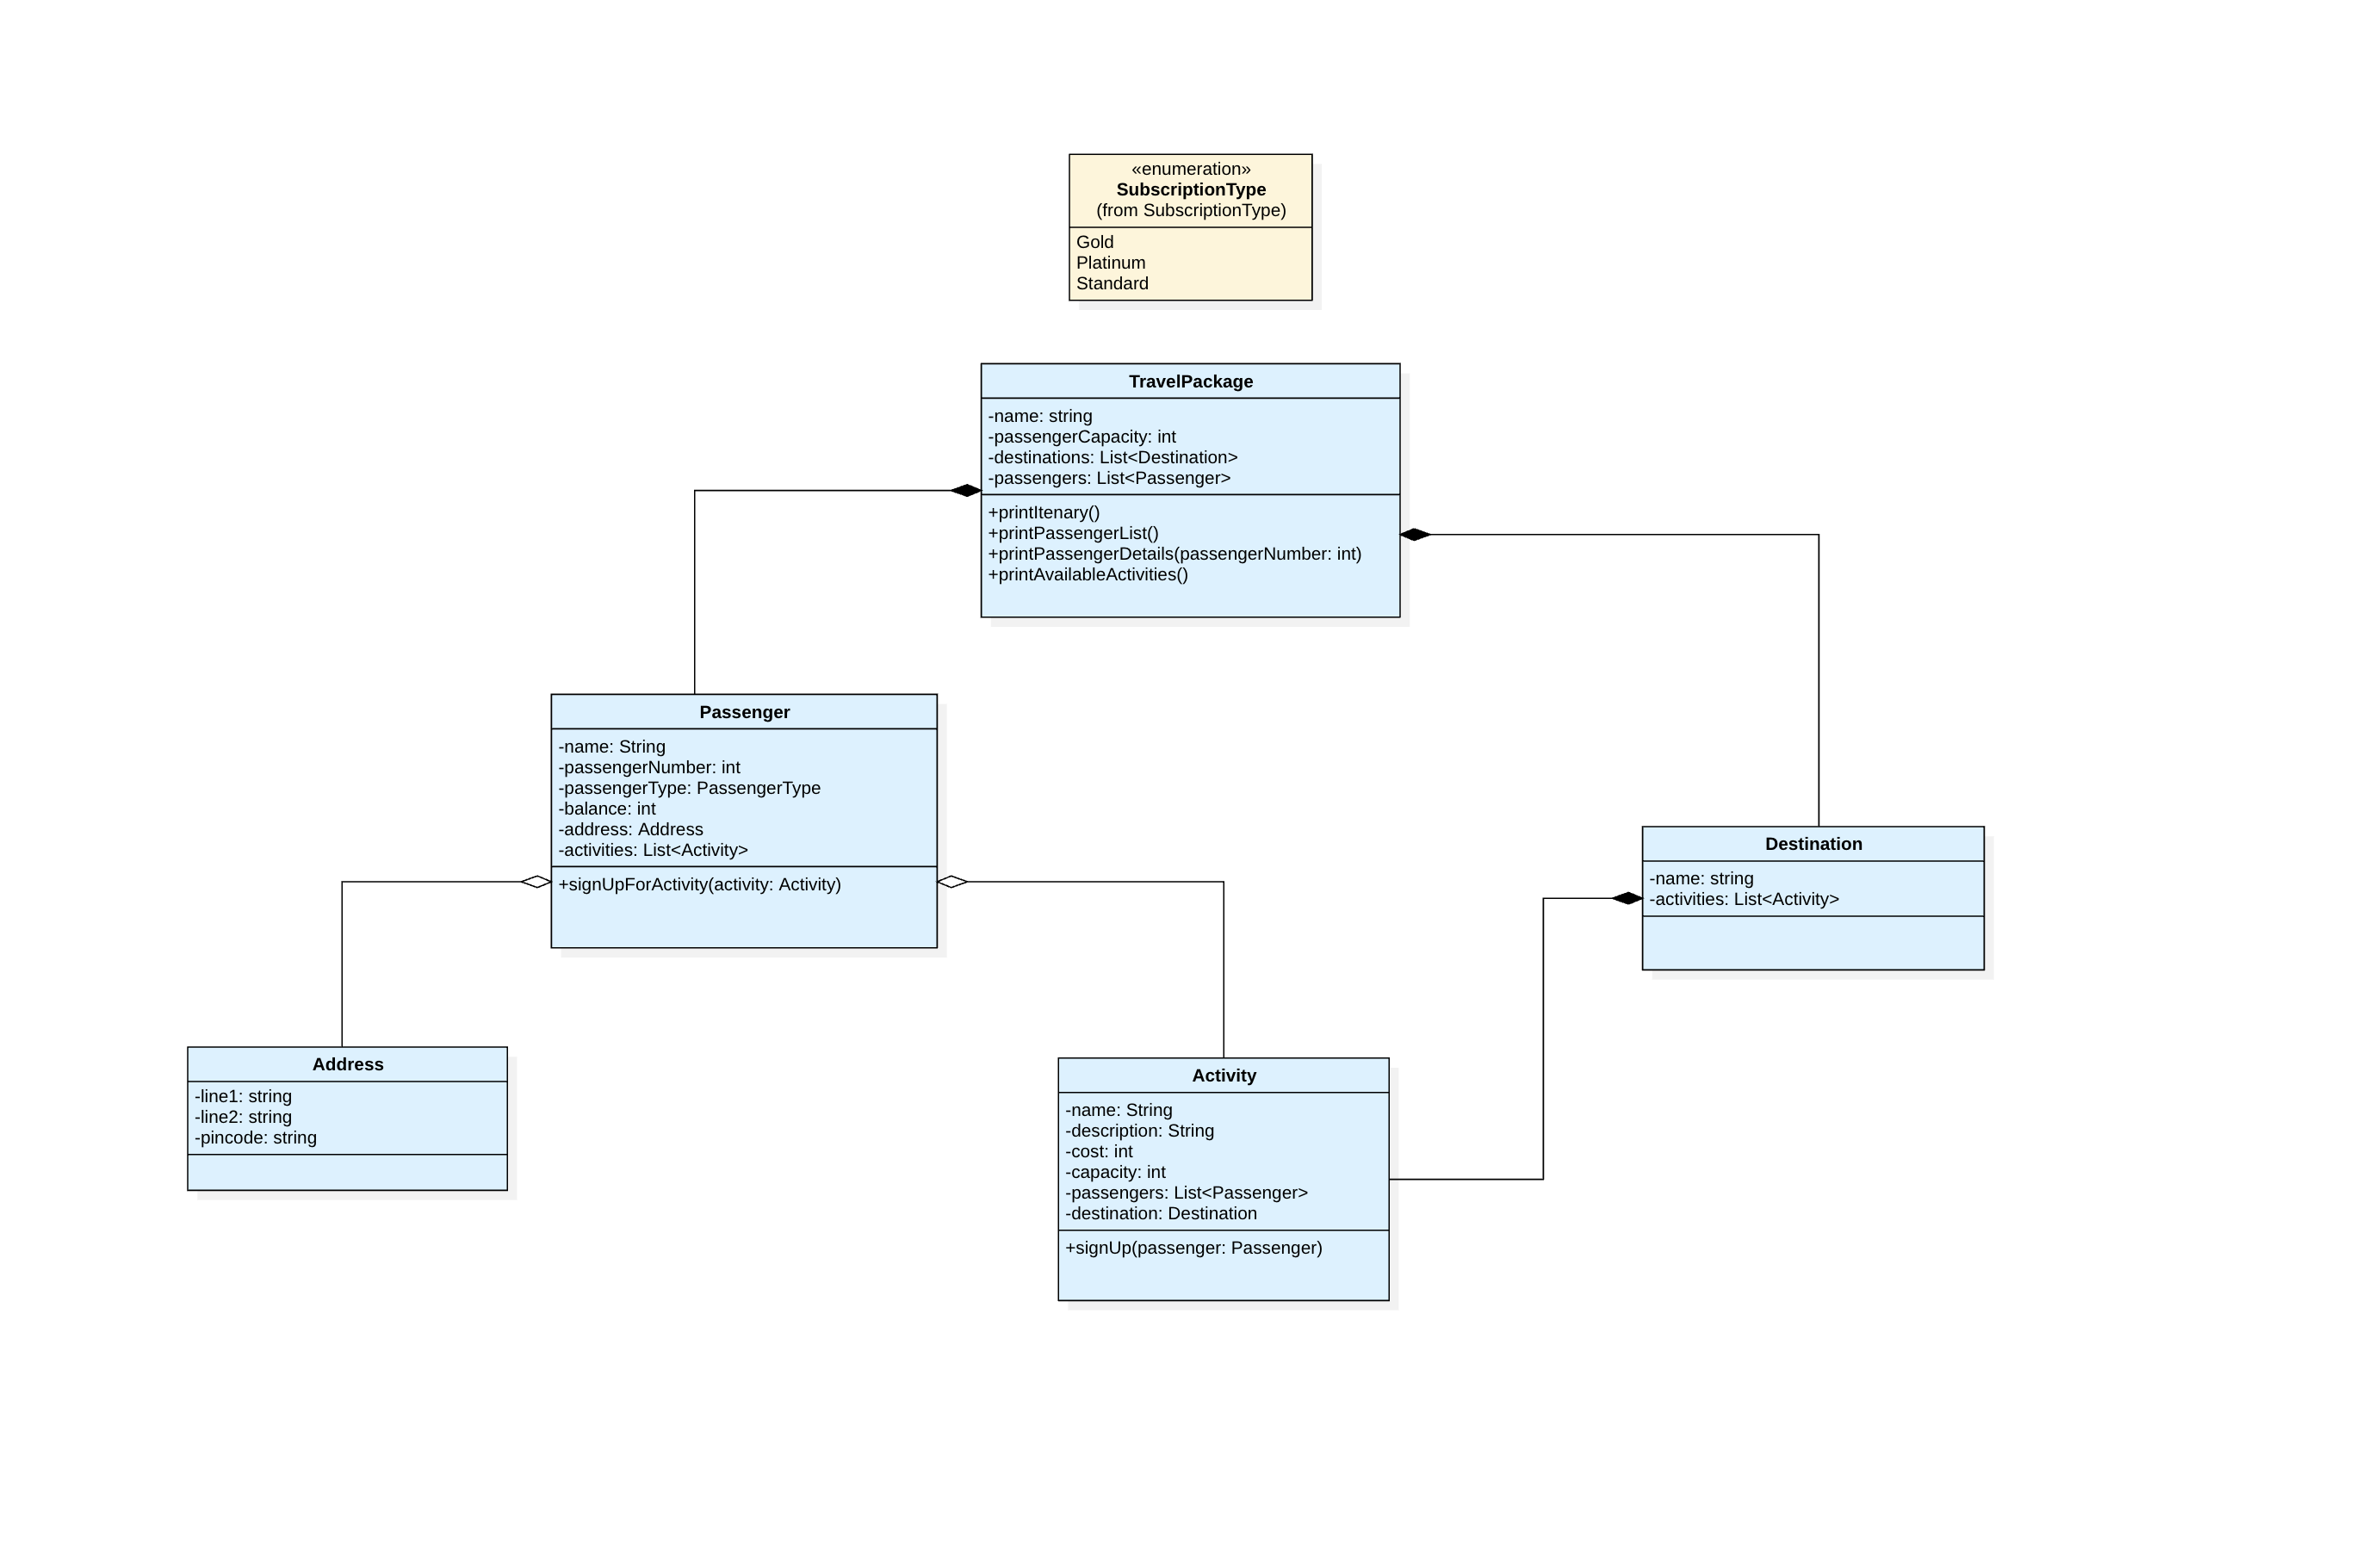 «enumeration»
SubscriptionType
(from SubscriptionType)
Gold
Platinum
Standard
TravelPackage
-name: string
-passengerCapacity: int
-destinations: List<Destination>
-passengers: List<Passenger>
+printItenary()
+printPassengerList()
+printPassengerDetails(passengerNumber: int)
+printAvailableActivities()
Passenger
-name: String
-passengerNumber: int
-passengerType: PassengerType
-balance: int
-address: Address
-activities: List<Activity>
+signUpForActivity(activity: Activity)
Destination
-name: string
-activities: List<Activity>
Address
-line1: string
-line2: string
-pincode: string
Activity
-name: String
-description: String
-cost: int
-capacity: int
-passengers: List<Passenger>
-destination: Destination
+signUp(passenger: Passenger)